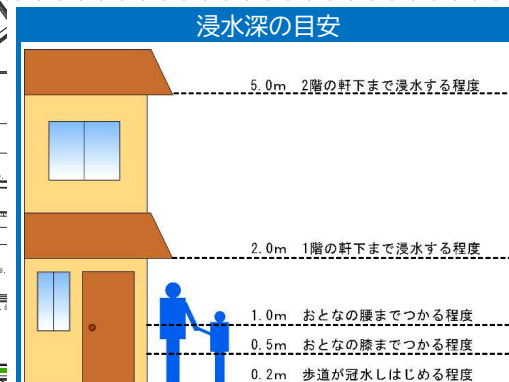 浸水深の目安
5.0m 2階の軒下まで浸水する程度
2.0m 1階の軒下まで浸水する程度
1.0m おとなの腰までつかる程度
0.5m おとなの膝までつかる程度
0.2m 歩道が冠水しはじめる程度